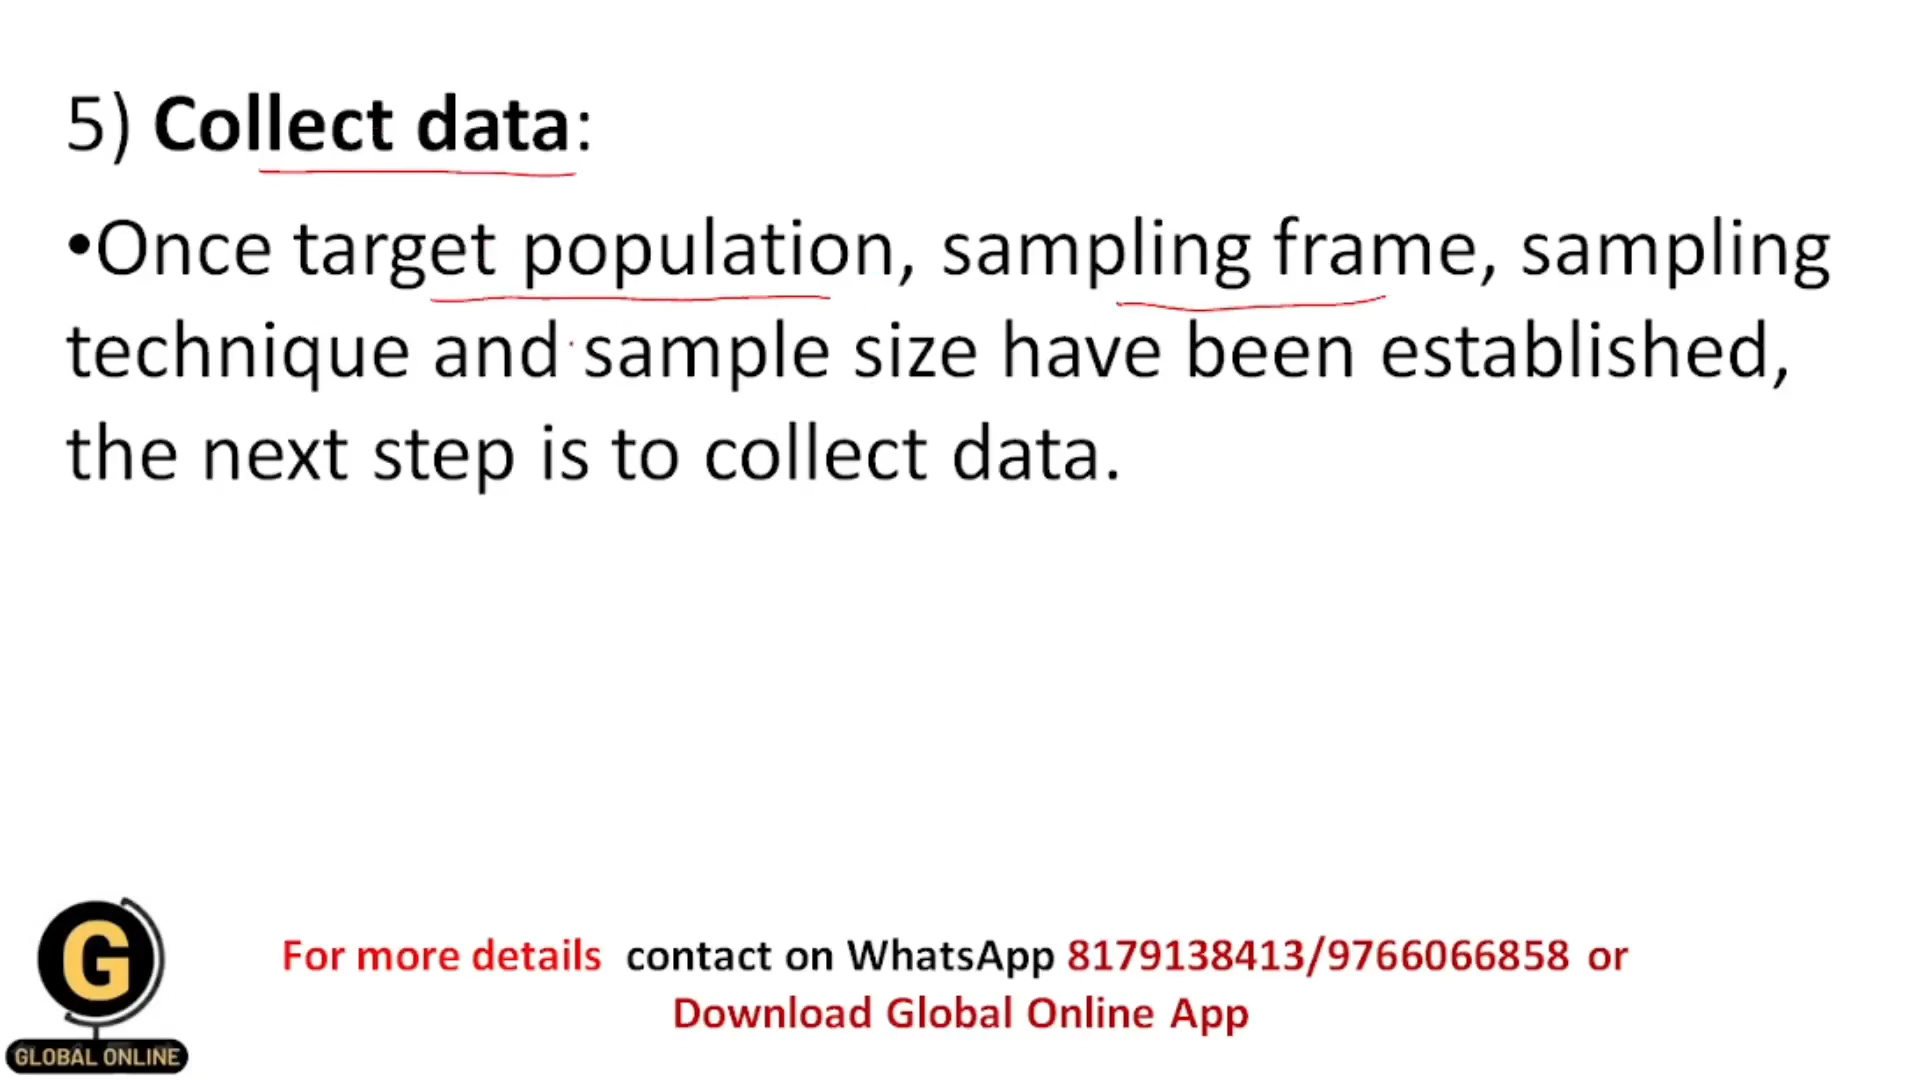 5) Collect data:
•Once target population, sampling frame, sampling
technique and sample size have been established,
the next step is to collect data.
G
GLOBAL ONLINE
For more details contact on WhatsApp 8179138413/9766066858 or
Download Global Online App